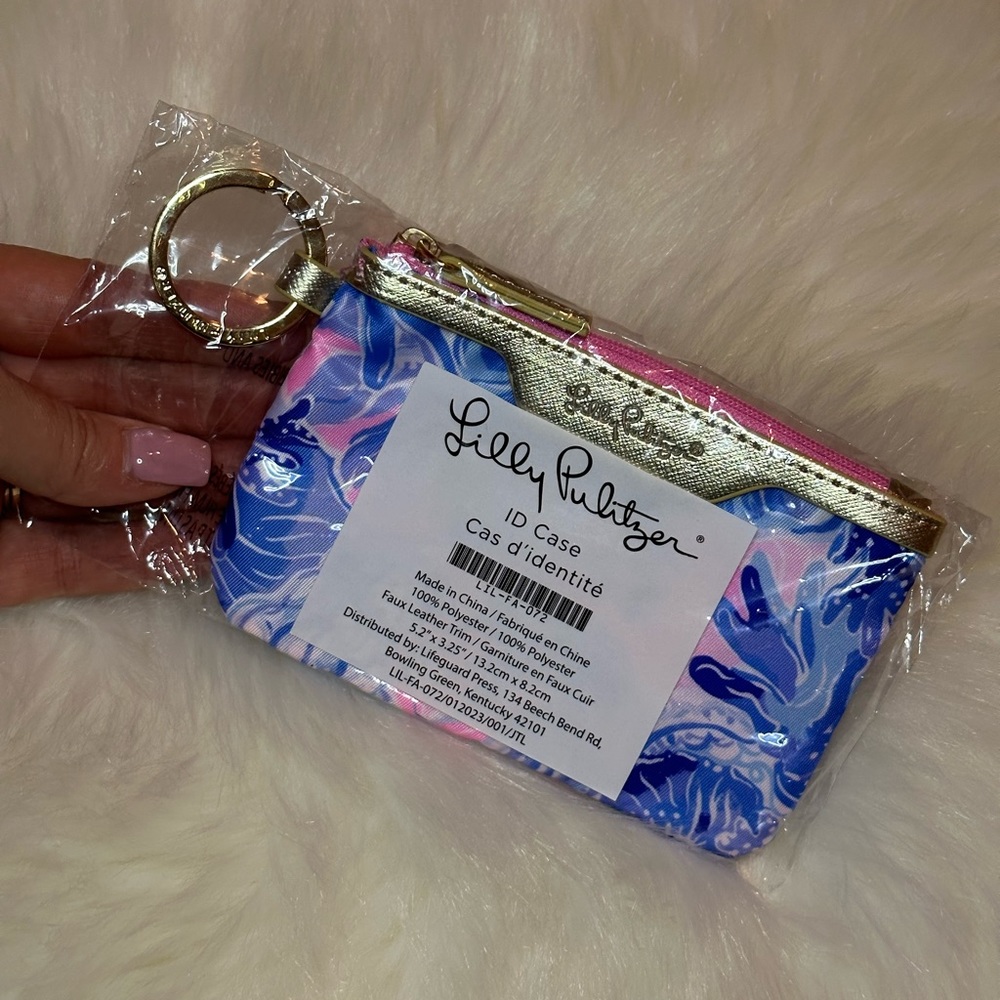 Lilly Pulitzer®
Lilly Pulitzer®
ID Case
Cas d'identité
LIL-FA-072
Made in China / Fabriqué en Chine
100% Polyester / 100% Polyester
Faux Leather Trim / Garniture en Faux Cuir
5.2" x 3.25" / 13.2cm x 8.2cm
Distributed by: Lifeguard Press, 134 Beech Bend Rd,
Bowling Green, Kentucky 42101
LIL-FA-072/012023/001/JTL